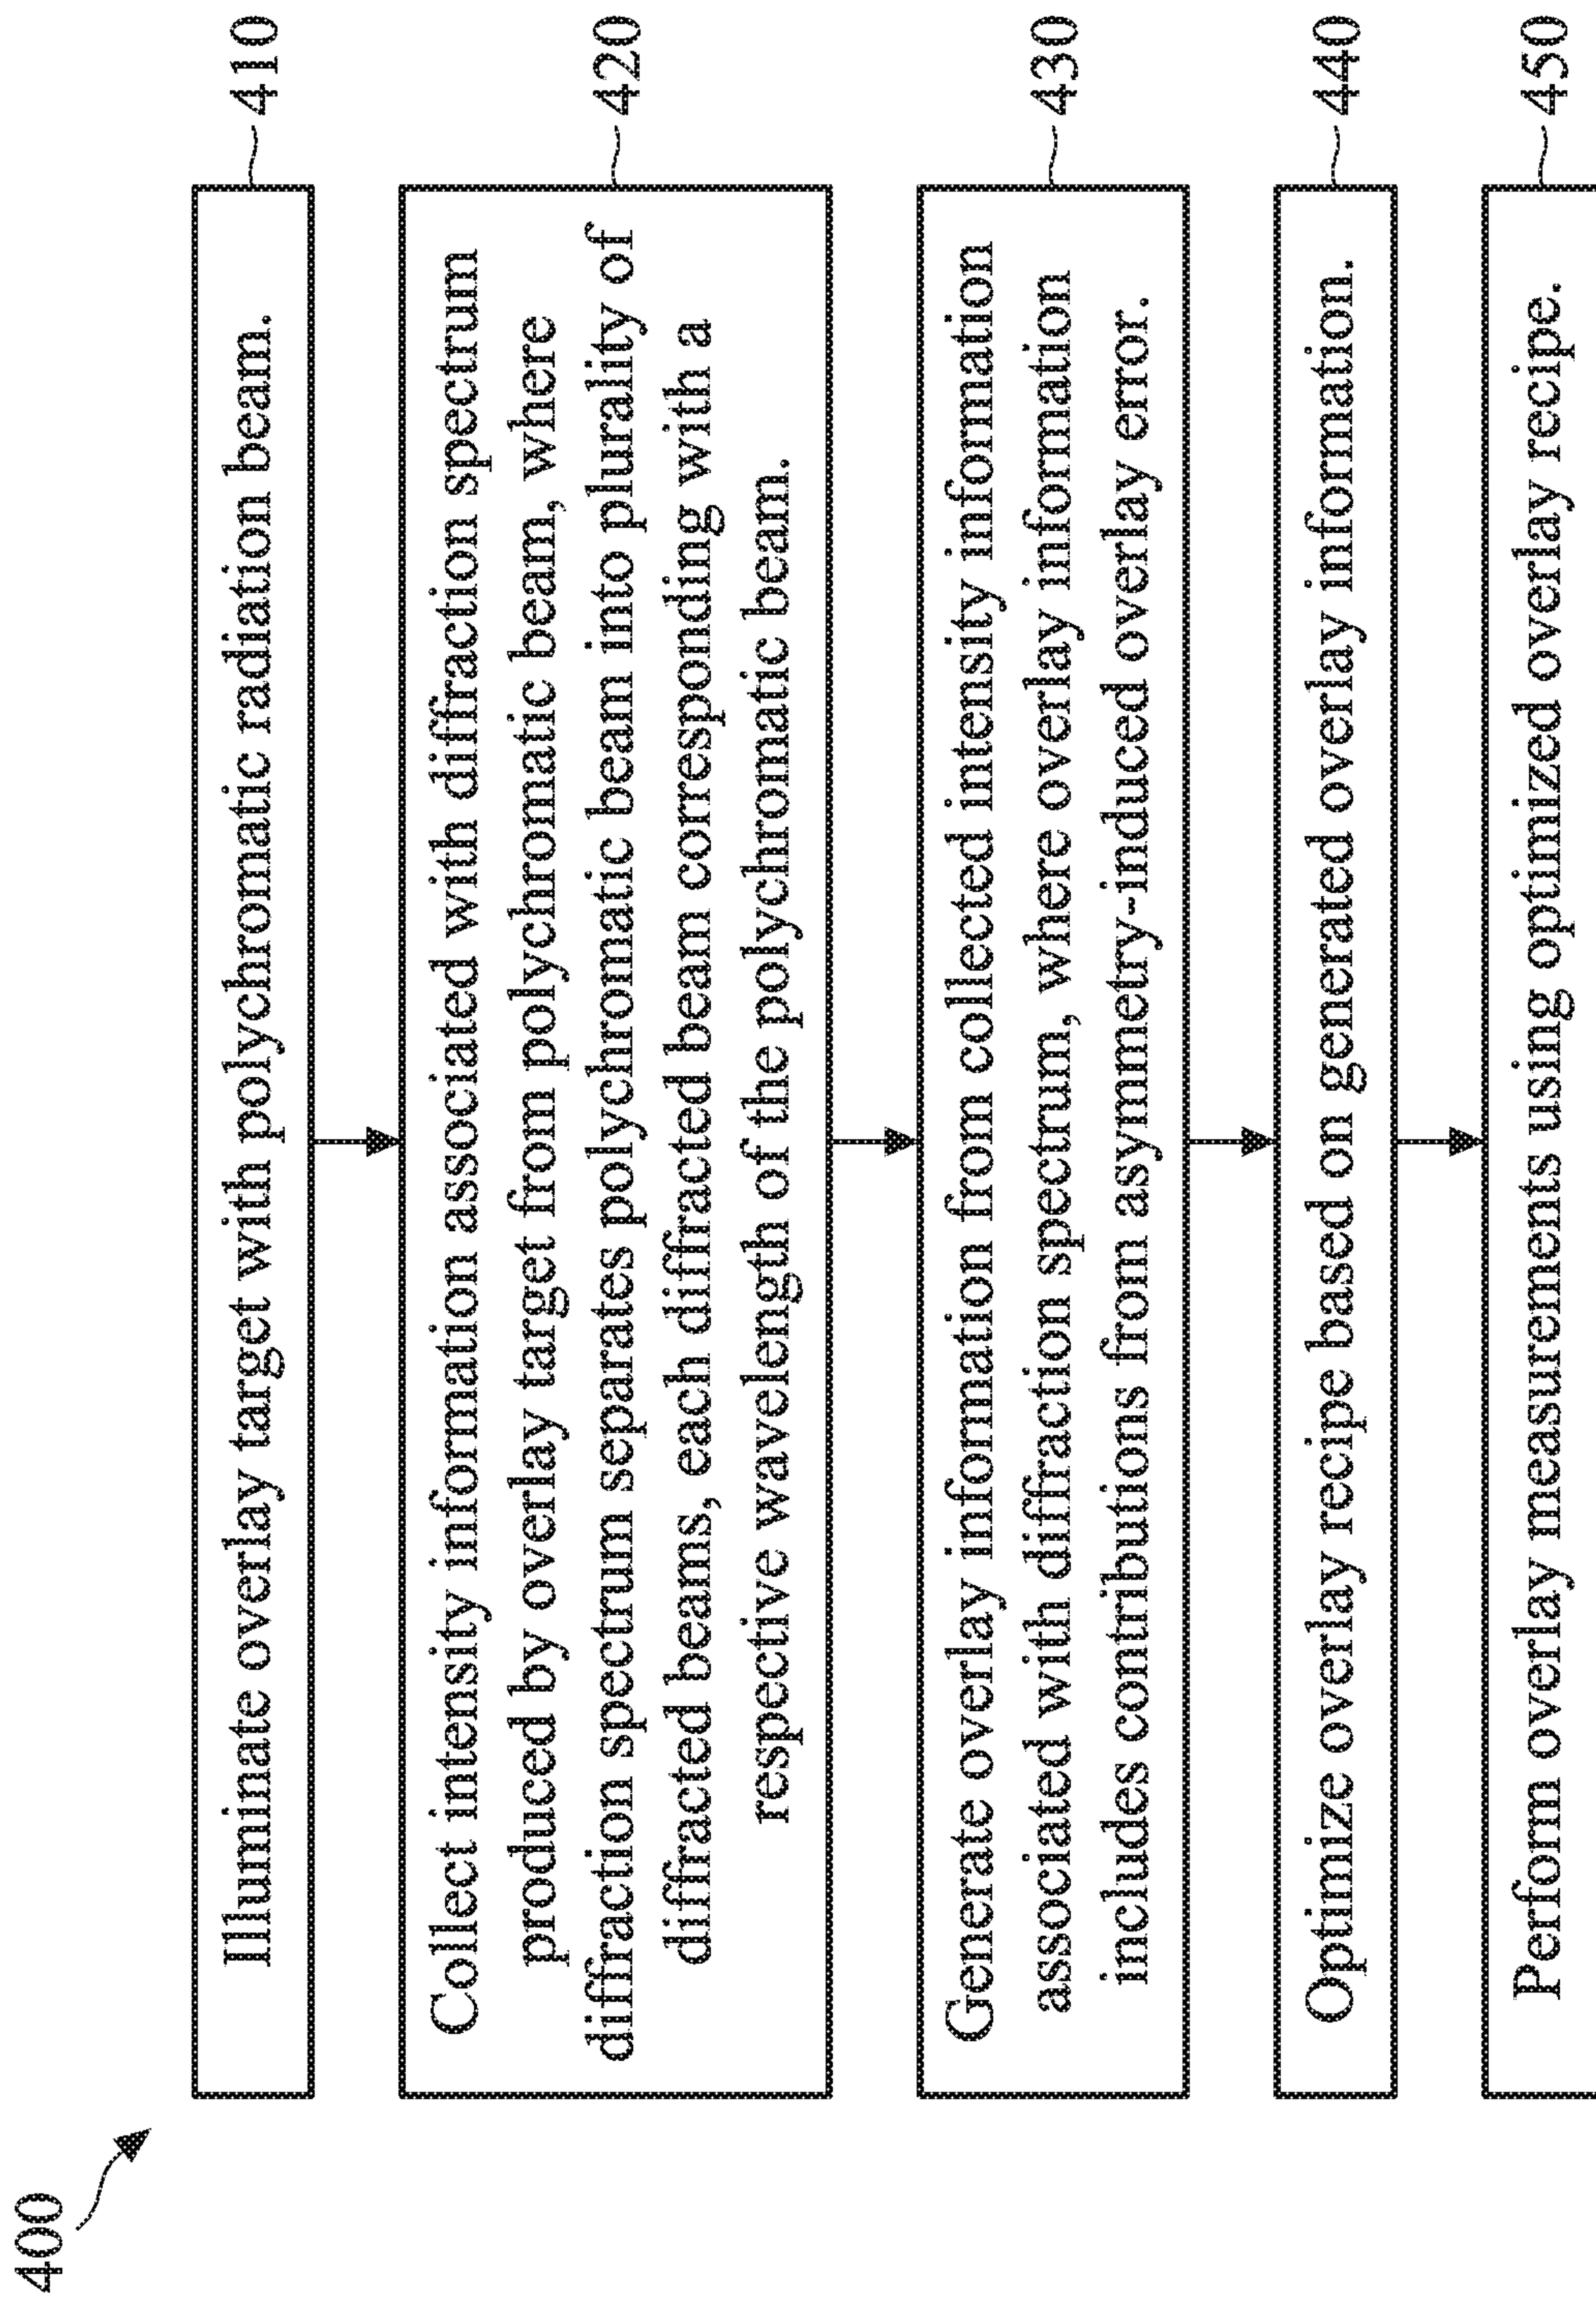 400
Illuminate overlay target with polychromatic radiation beam.
410
Collect intensity information associated with diffraction spectrum
produced by overlay target from polychromatic beam, where
diffraction spectrum separates polychromatic beam into plurality of
diffracted beams, each diffracted beam corresponding with a
respective wavelength of the polychromatic beam.
420
Generate overlay information from collected intensity information
associated with diffraction spectrum, where overlay information
includes contributions from asymmetry-induced overlay error.
430
Optimize overlay recipe based on generated overlay information.
440
Perform overlay measurements using optimized overlay recipe.
450